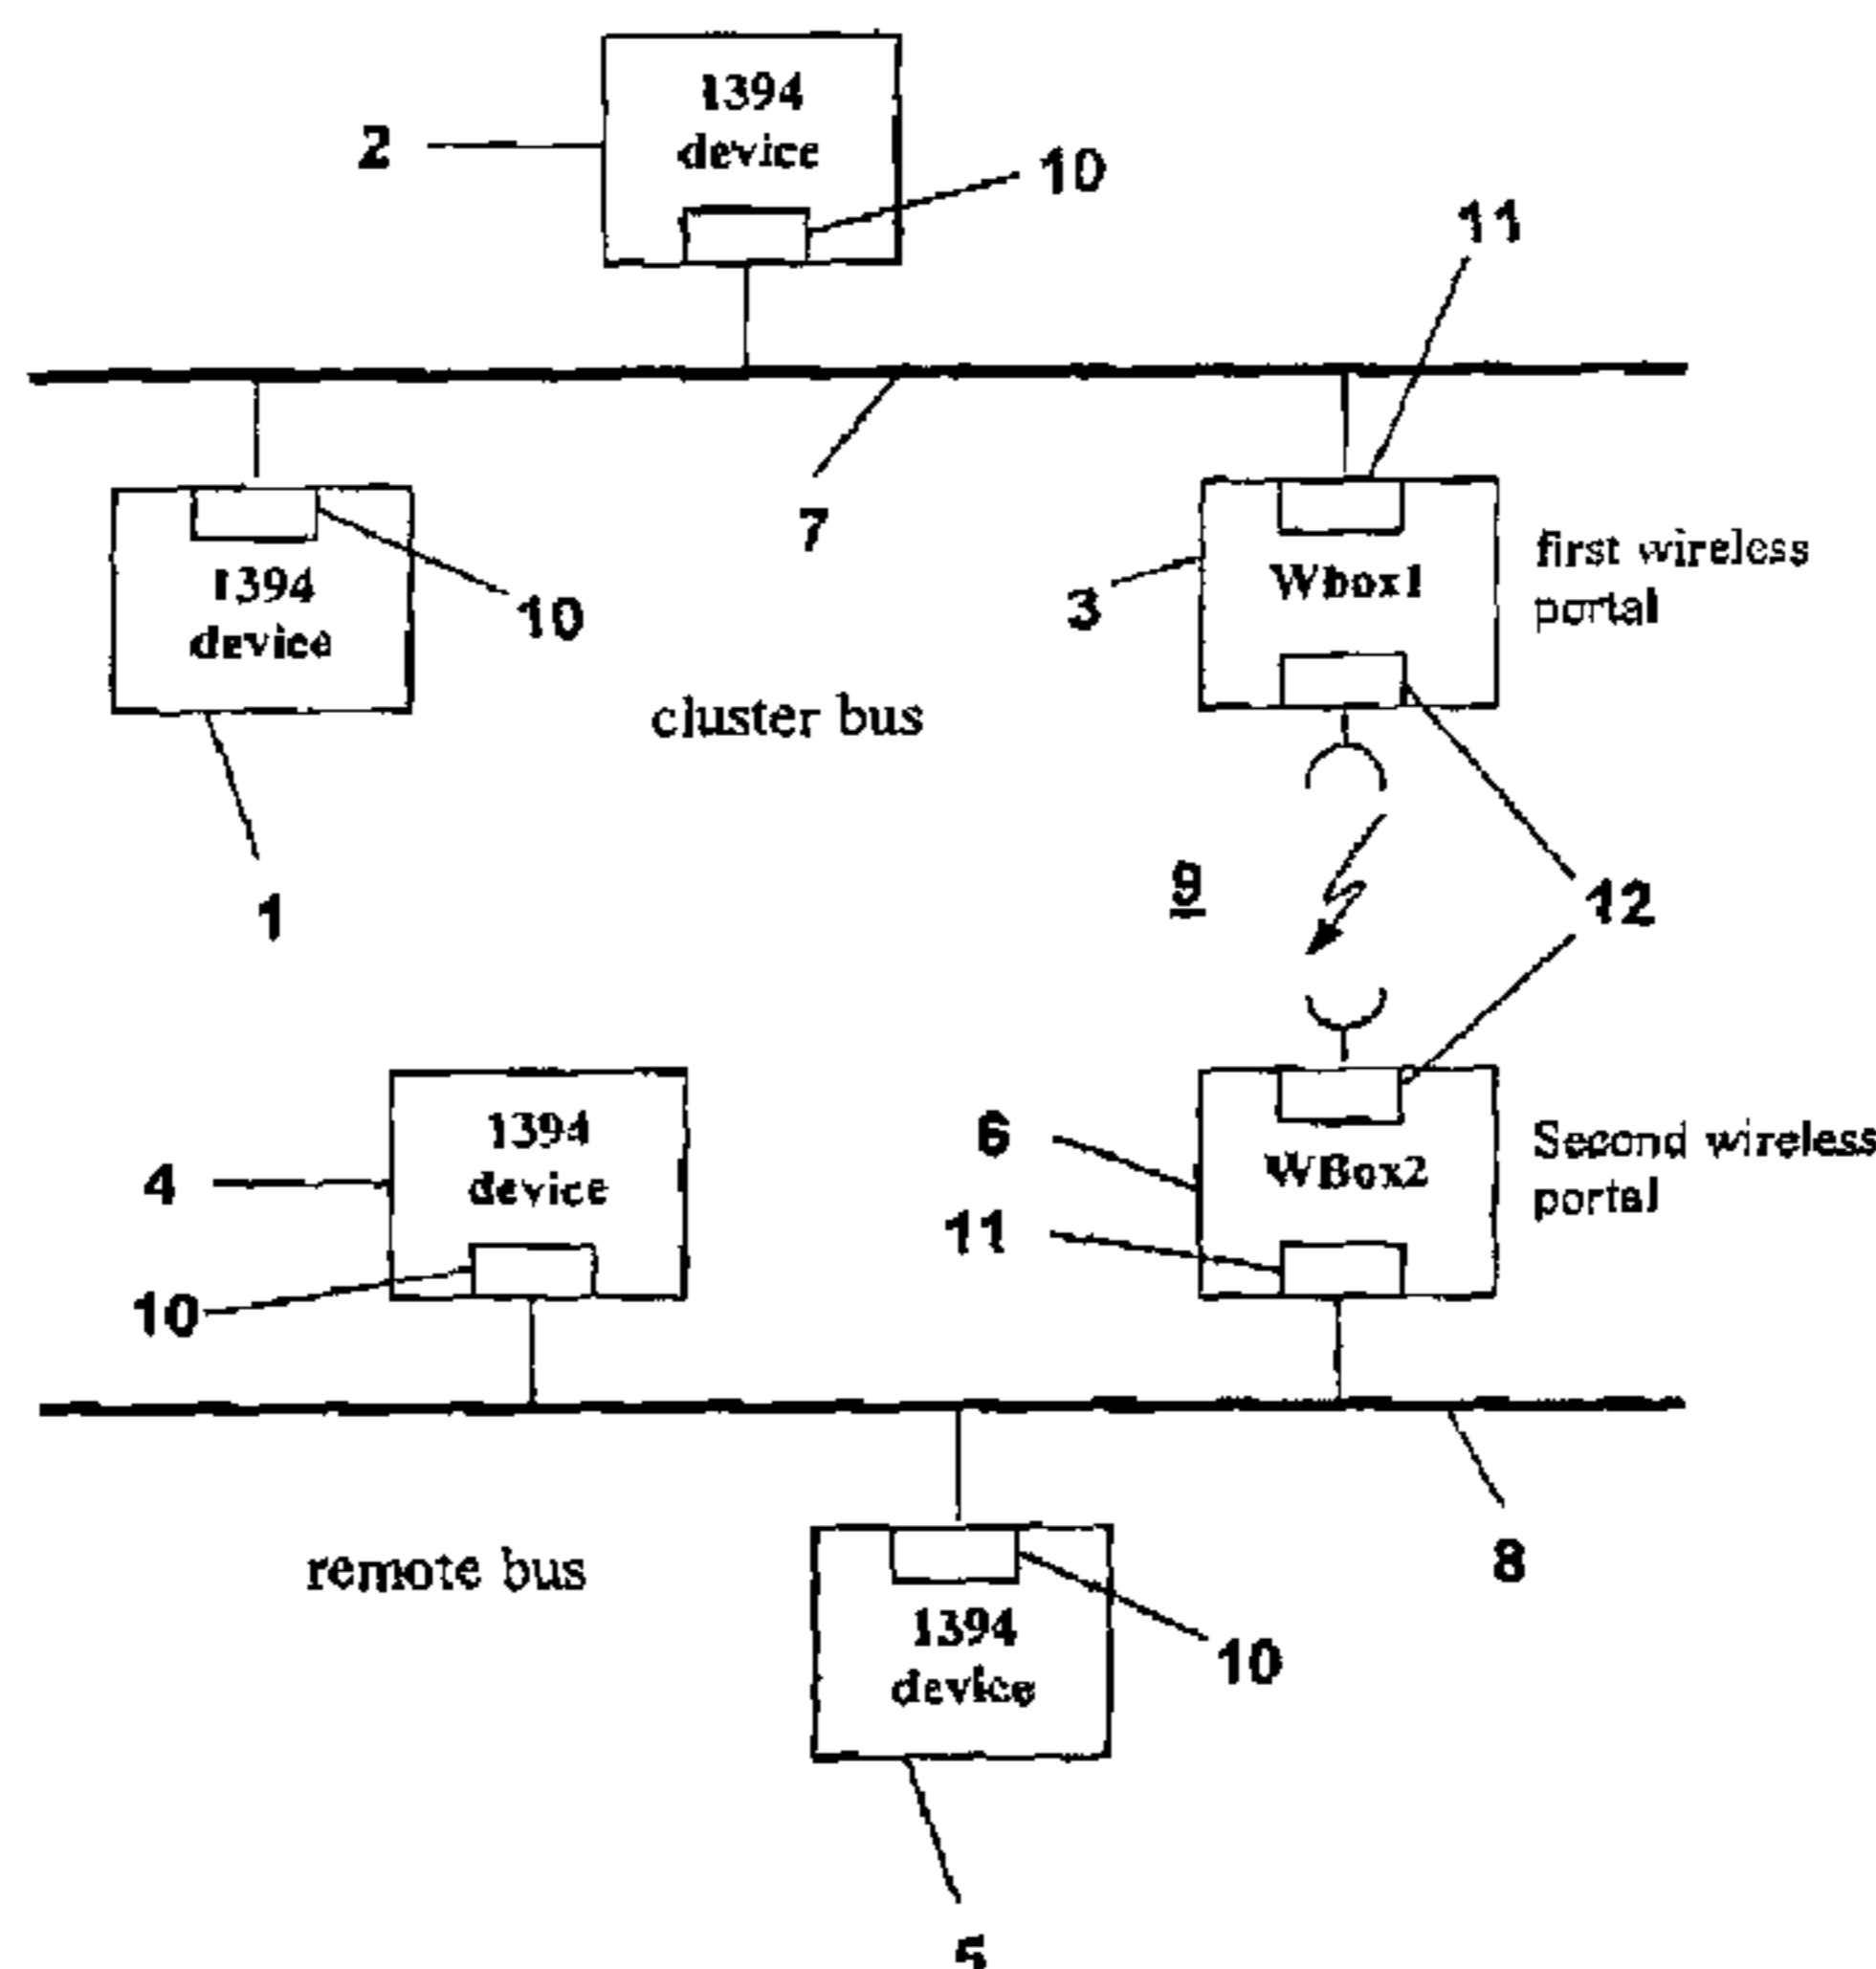 1394
device
2
10
11
7
1394
device
10
3
Wbox1
first wireless
portal
cluster bus
1
9
12
1394
device
4
10
6
11
WBox2
Second wireless
portal
8
remote bus
1394
device
10
5